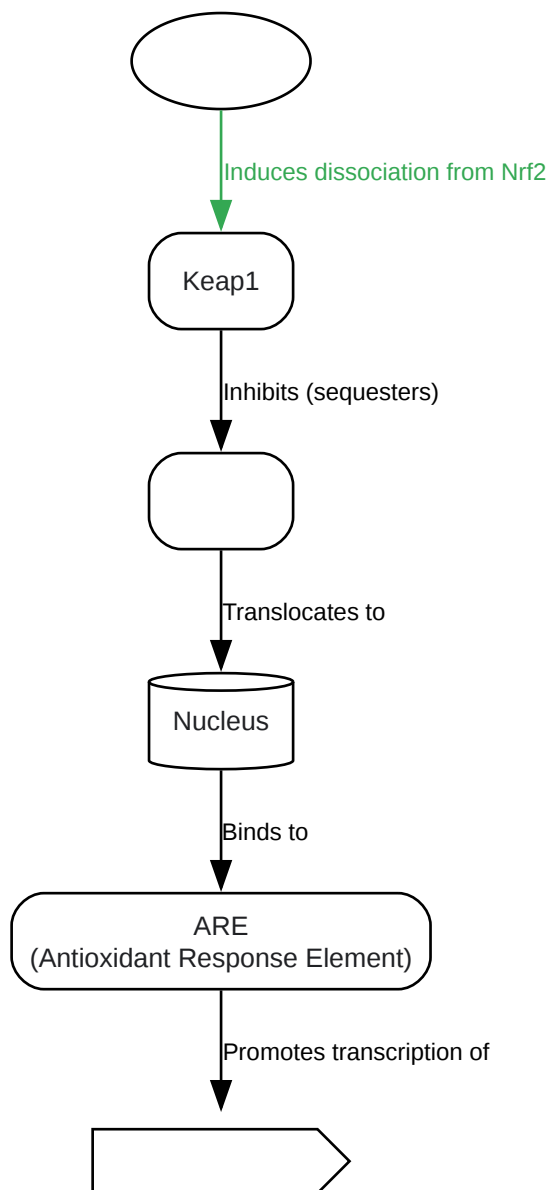 Induces dissociation from Nrf2
Keap1
Inhibits (sequesters)
Translocates to
Nucleus
Binds to
ARE
(Antioxidant Response Element)
Promotes transcription of